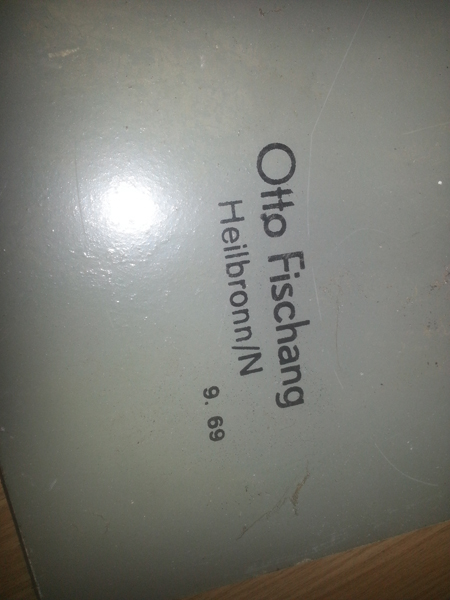 Otto Fischang
Heilbronn/N
9. 69